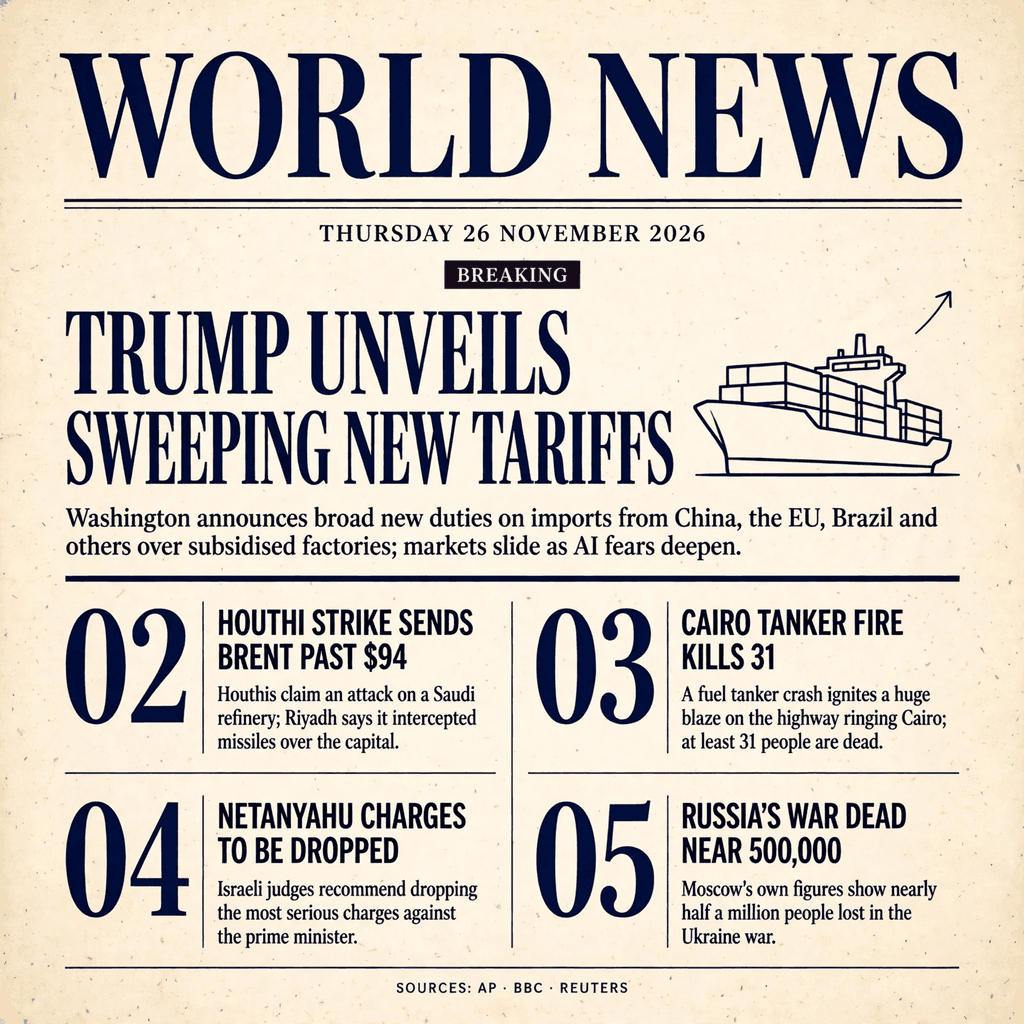 WORLD NEWS
THURSDAY 26 NOVEMBER 2026
BREAKING
TRUMP UNVEILS
SWEEPING NEW TARIFFS
Washington announces broad new duties on imports from China, the EU, Brazil and
others over subsidised factories; markets slide as AI fears deepen.
02
HOUTHI STRIKE SENDS
BRENT PAST $94
Houthis claim an attack on a Saudi
refinery; Riyadh says it intercepted
missiles over the capital.
03
CAIRO TANKER FIRE
KILLS 31
A fuel tanker crash ignites a huge
blaze on the highway ringing Cairo;
at least 31 people are dead.
04
NETANYAHU CHARGES
TO BE DROPPED
Israeli judges recommend dropping
the most serious charges against
the prime minister.
05
RUSSIA'S WAR DEAD
NEAR 500,000
Moscow's own figures show nearly
half a million people lost in the
Ukraine war.
SOURCES: AP · BBC · REUTERS